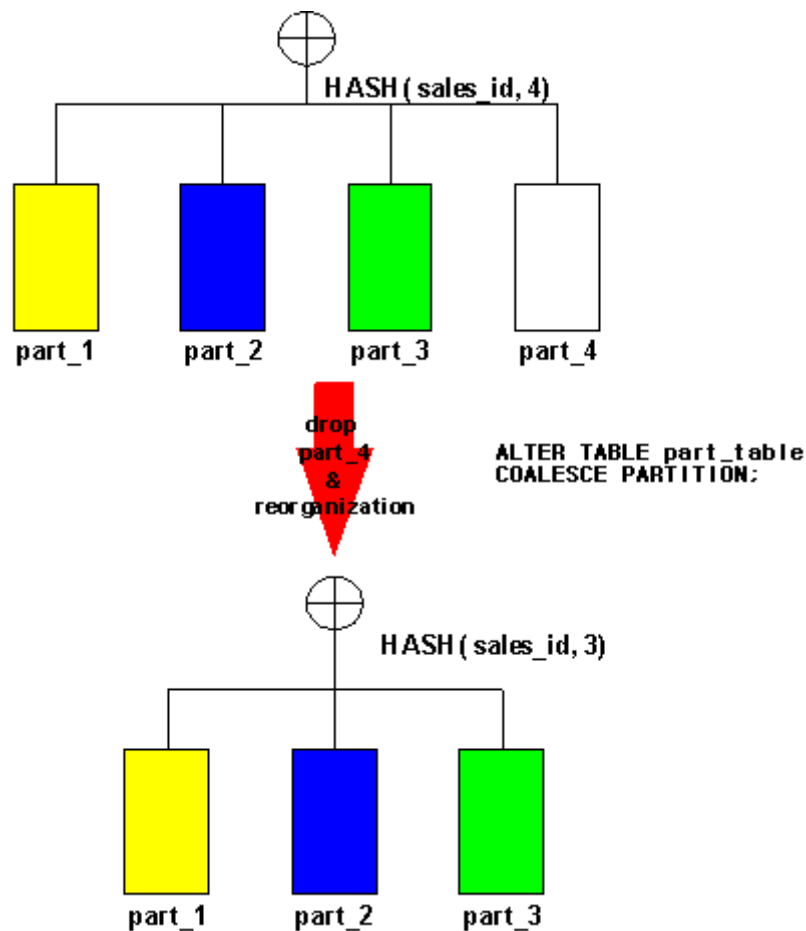 HASH( sales_id, 4)
part_1
part_2
part_3
part_4
drop
part_4
&
reorganization
ALTER TABLE part_table
COALESCE PARTITION;
HASH( sales_id, 3)
part_1
part_2
part_3